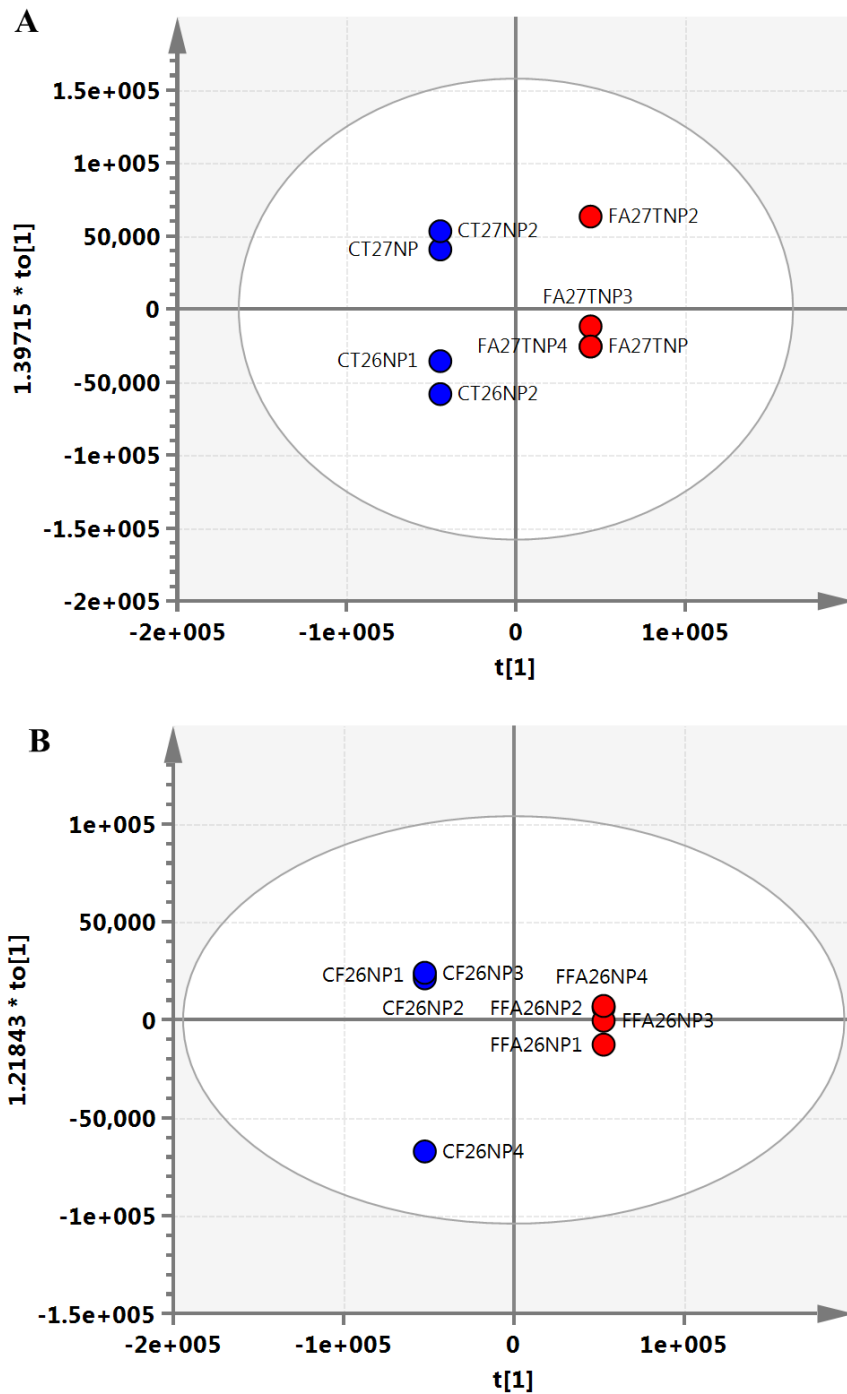 A
1.5e+005
1e+005
50,000
0
-50,000
-1e+005
-1.5e+005
-2e+005
1.39715 * to[1]
CT27NP2
CT27NP
FA27TNP2
FA27TNP3
FA27TNP4
FA27TNP
CT26NP1
CT26NP2
-2e+005
-1e+005
0
1e+005
t[1]
B
1e+005
50,000
0
-50,000
-1e+005
-1.5e+005
1.21843 * to[1]
CF26NP1
CF26NP3
CF26NP2
FFA26NP4
FFA26NP2
FFA26NP3
FFA26NP1
CF26NP4
-2e+005
-1e+005
0
1e+005
t[1]